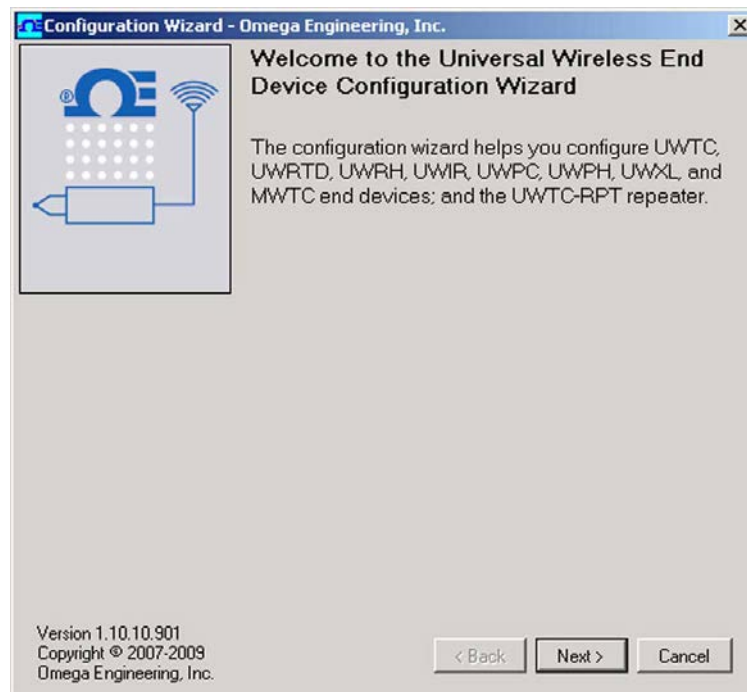 Configuration Wizard - Omega Engineering, Inc.
Welcome to the Universal Wireless End
Device Configuration Wizard
The configuration wizard helps you configure UWTC,
UWRTD, UWRH, UWIR, UWPC, UWPH, UWXL, and
MWTC end devices; and the UWTC-RPT repeater.
Version 1.10.10.901
Copyright © 2007-2009
Omega Engineering, Inc.
< Back
Next >
Cancel